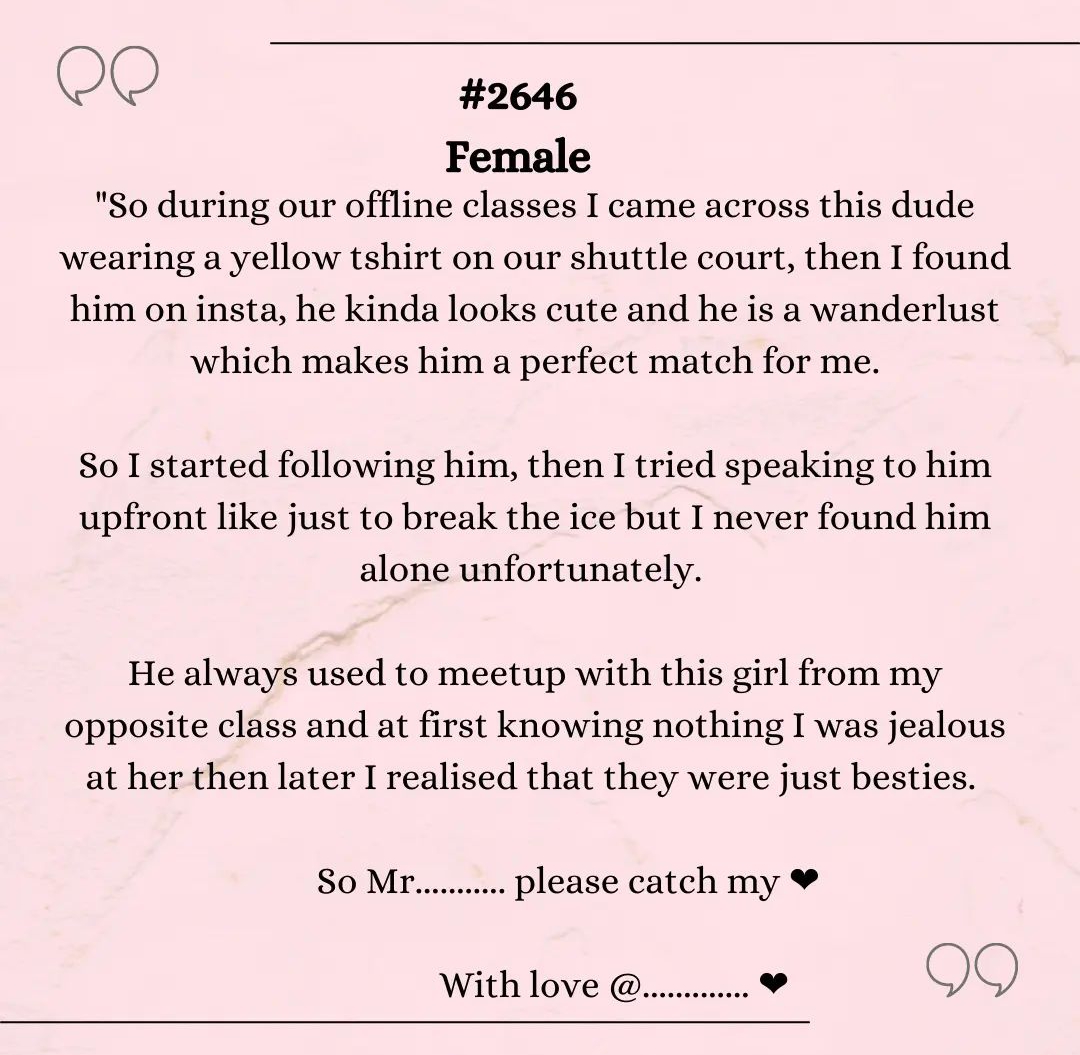 #2646
Female
"So during our offline classes I came across this dude
wearing a yellow tshirt on our shuttle court, then I found
him on insta, he kinda looks cute and he is a wanderlust
which makes him a perfect match for me.
So I started following him, then I tried speaking to him
upfront like just to break the ice but I never found him
alone unfortunately.
He always used to meetup with this girl from my
opposite class and at first knowing nothing I was jealous
at her then later I realised that they were just besties.
So Mr........... please catch my ❤
With love @............. ❤